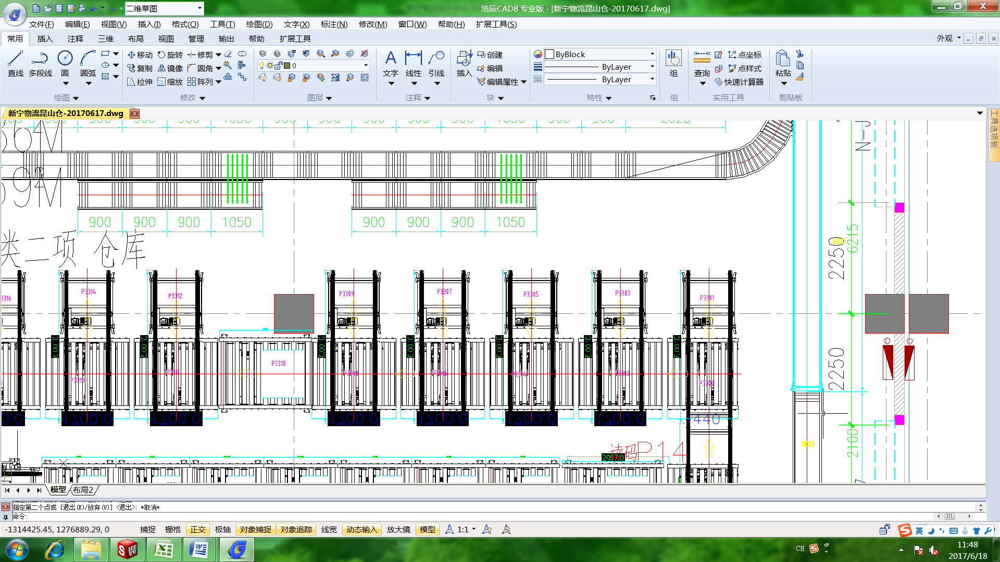 二维草图
浩辰CAD8 专业版 - [新宁物流昆山仓-20170617.dwg]
文件(F) 编辑(E) 视图(V) 插入(I) 格式(O) 工具(T) 绘图(D) 文字(X) 标注(N) 修改(M) 窗口(W) 帮助(H) 扩展工具(S)
常用 插入 注释 三维 布局 视图 管理 输出 帮助 扩展工具 外观
移动 旋转 修剪 创建 ByBlock 点坐标
直线 多段线 圆 圆弧 复制 镜像 圆角 0 文字 线性 引线 插入 编辑 ByLayer 组 查询 点样式 粘贴
拉伸 缩放 阵列 编辑属性 ByLayer 快速计算器
绘图 修改 图层 注释 块 特性 组 实用工具 剪贴板
新宁物流昆山仓-20170617.dwg
工具选项板
900 900 900 1050 900 900 900 1050
类二项 仓库
2250 6215
P3314 P3312 P3309 P3307 P3305 P3303 P3301
P3310
2250
1440
2100
6013
读码P14
模型 布局2
指定第二个点或 [退出(E)/放弃(U)] <退出>: *取消*
命令:
-1314425.45, 1276889.29, 0 捕捉 栅格 正交 极轴 对象捕捉 对象追踪 线宽 动态输入 放大镜 模型 1:1 英
CH
11:48
2017/6/18